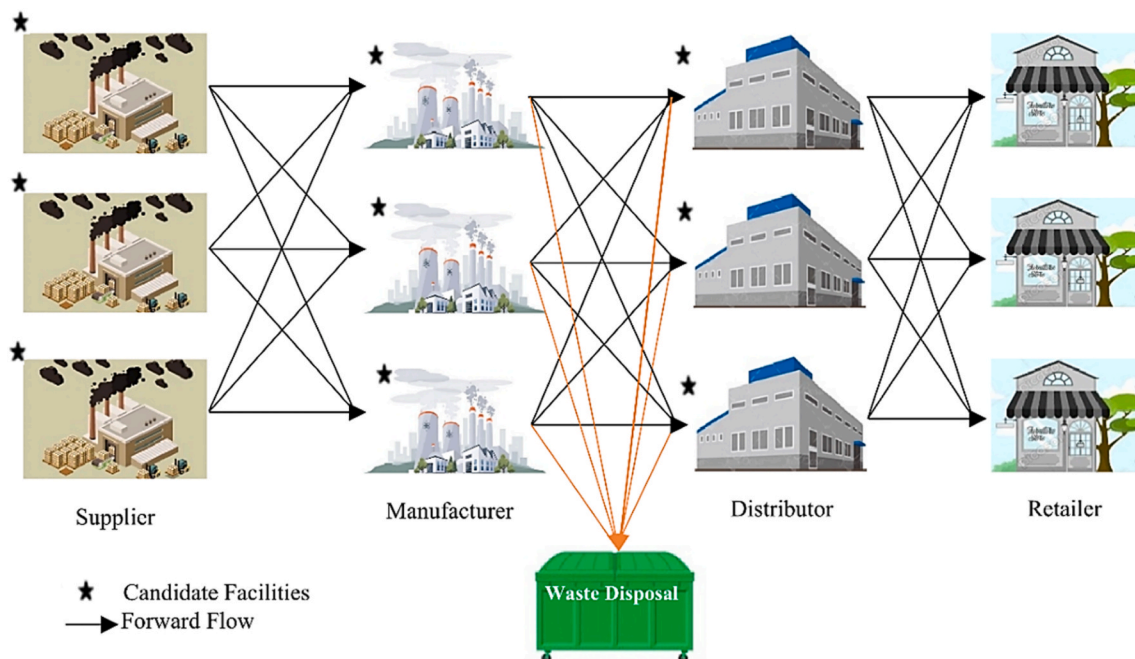 Supplier
Manufacturer
Distributor
Retailer
Waste Disposal
Candidate Facilities
Forward Flow